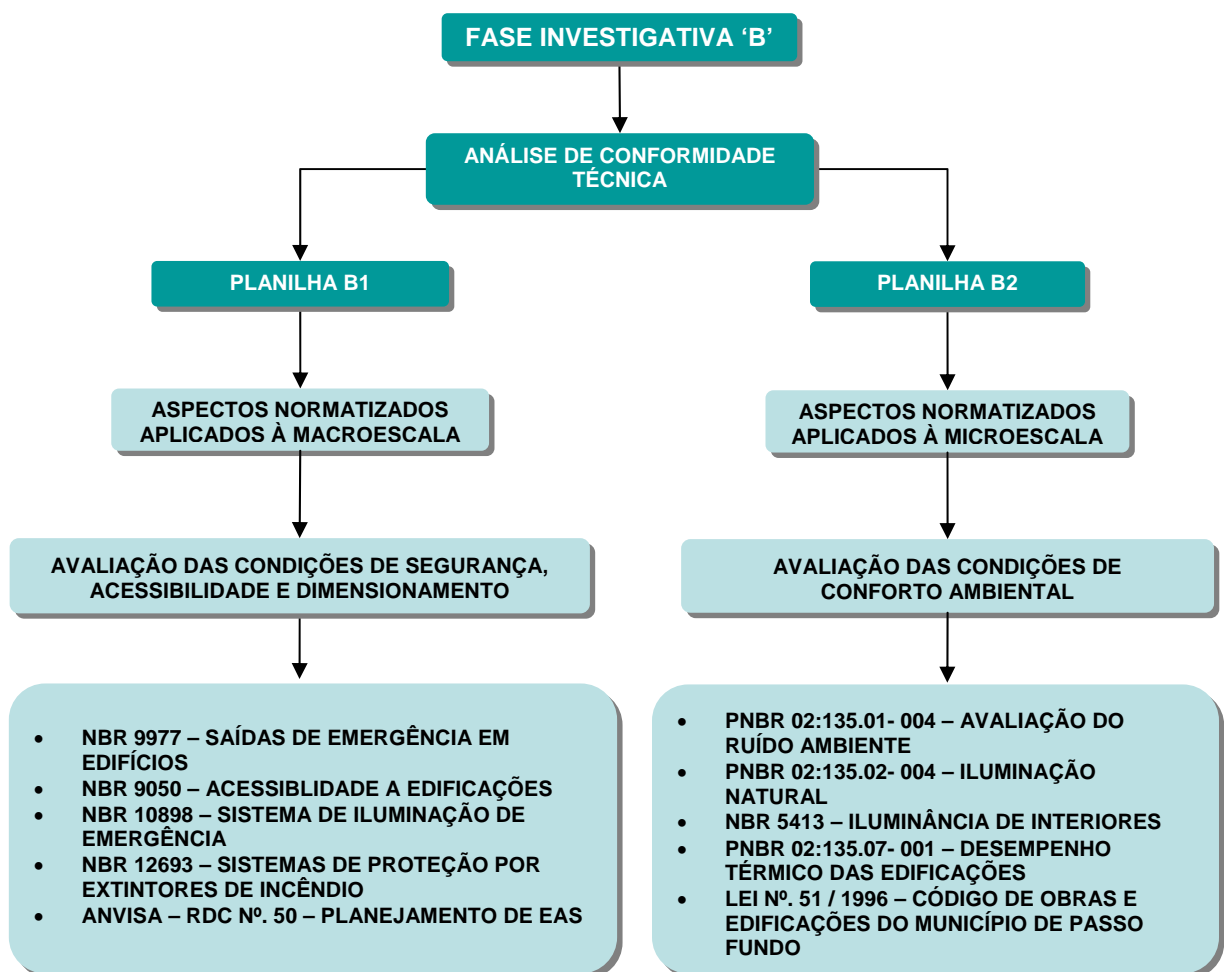 FASE INVESTIGATIVA ‘B’
ANÁLISE DE CONFORMIDADE
TÉCNICA
PLANILHA B1
PLANILHA B2
ASPECTOS NORMATIZADOS
APLICADOS À MACROESCALA
ASPECTOS NORMATIZADOS
APLICADOS À MICROESCALA
AVALIAÇÃO DAS CONDIÇÕES DE SEGURANÇA,
ACESSIBILIDADE E DIMENSIONAMENTO
AVALIAÇÃO DAS CONDIÇÕES DE
CONFORTO AMBIENTAL
• NBR 9977 – SAÍDAS DE EMERGÊNCIA EM
EDIFÍCIOS
• NBR 9050 – ACESSIBLIDADE A EDIFICAÇÕES
• NBR 10898 – SISTEMA DE ILUMINAÇÃO DE
EMERGÊNCIA
• NBR 12693 – SISTEMAS DE PROTEÇÃO POR
EXTINTORES DE INCÊNDIO
• ANVISA – RDC Nº. 50 – PLANEJAMENTO DE EAS
• PNBR 02:135.01- 004 – AVALIAÇÃO DO
RUÍDO AMBIENTE
• PNBR 02:135.02- 004 – ILUMINAÇÃO
NATURAL
• NBR 5413 – ILUMINÂNCIA DE INTERIORES
• PNBR 02:135.07- 001 – DESEMPENHO
TÉRMICO DAS EDIFICAÇÕES
• LEI Nº. 51 / 1996 – CÓDIGO DE OBRAS E
EDIFICAÇÕES DO MUNICÍPIO DE PASSO
FUNDO